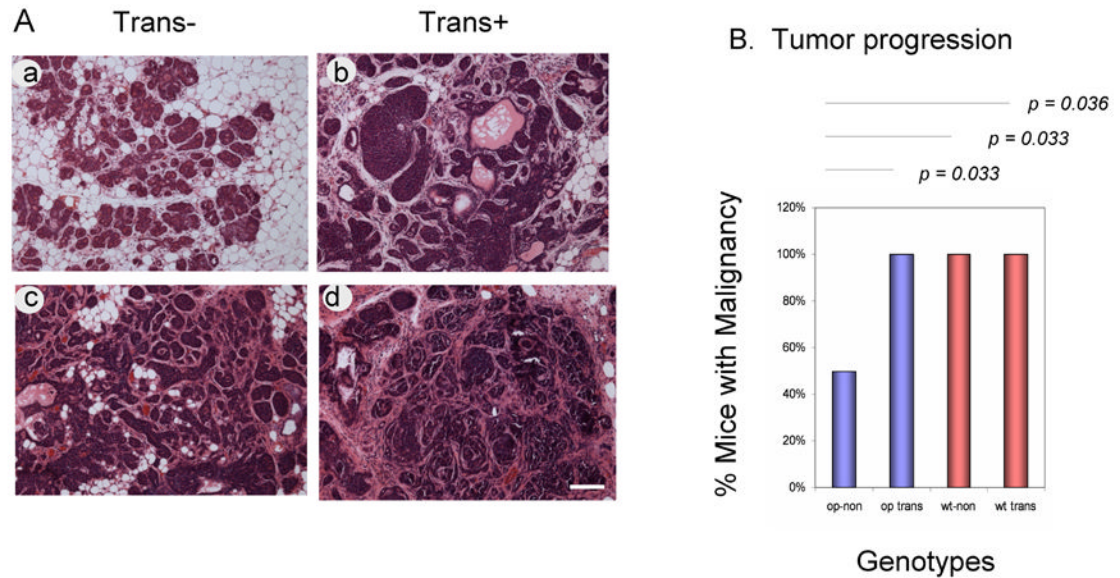 A
Trans-
Trans+
a
b
c
d
B. Tumor progression
p = 0.036
p = 0.033
p = 0.033
% Mice with Malignancy
120%
100%
80%
60%
40%
20%
0%
op-non
op trans
wt-non
wt trans
Genotypes